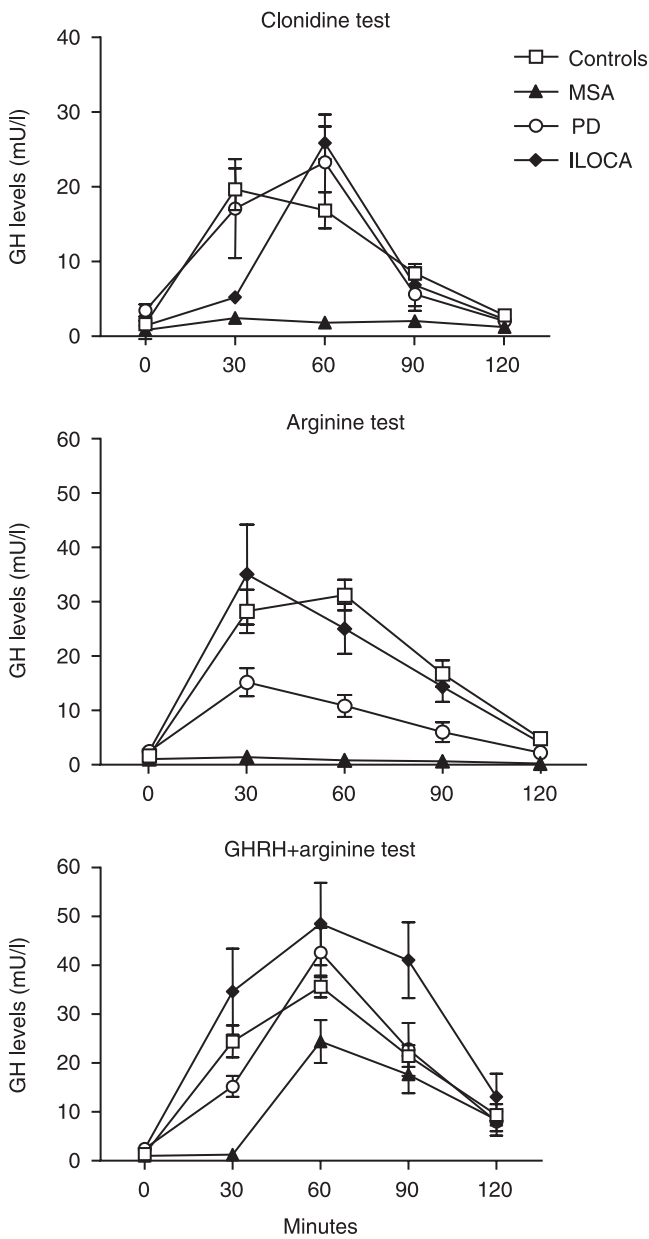 Clonidine test
40
30
20
10
0
GH levels (mU/l)
0 30 60 90 120
Controls
MSA
PD
ILOCA
Arginine test
60
50
40
30
20
10
0
GH levels (mU/l)
0 30 60 90 120
GHRH+arginine test
60
50
40
30
20
10
0
GH levels (mU/l)
0 30 60 90 120
Minutes